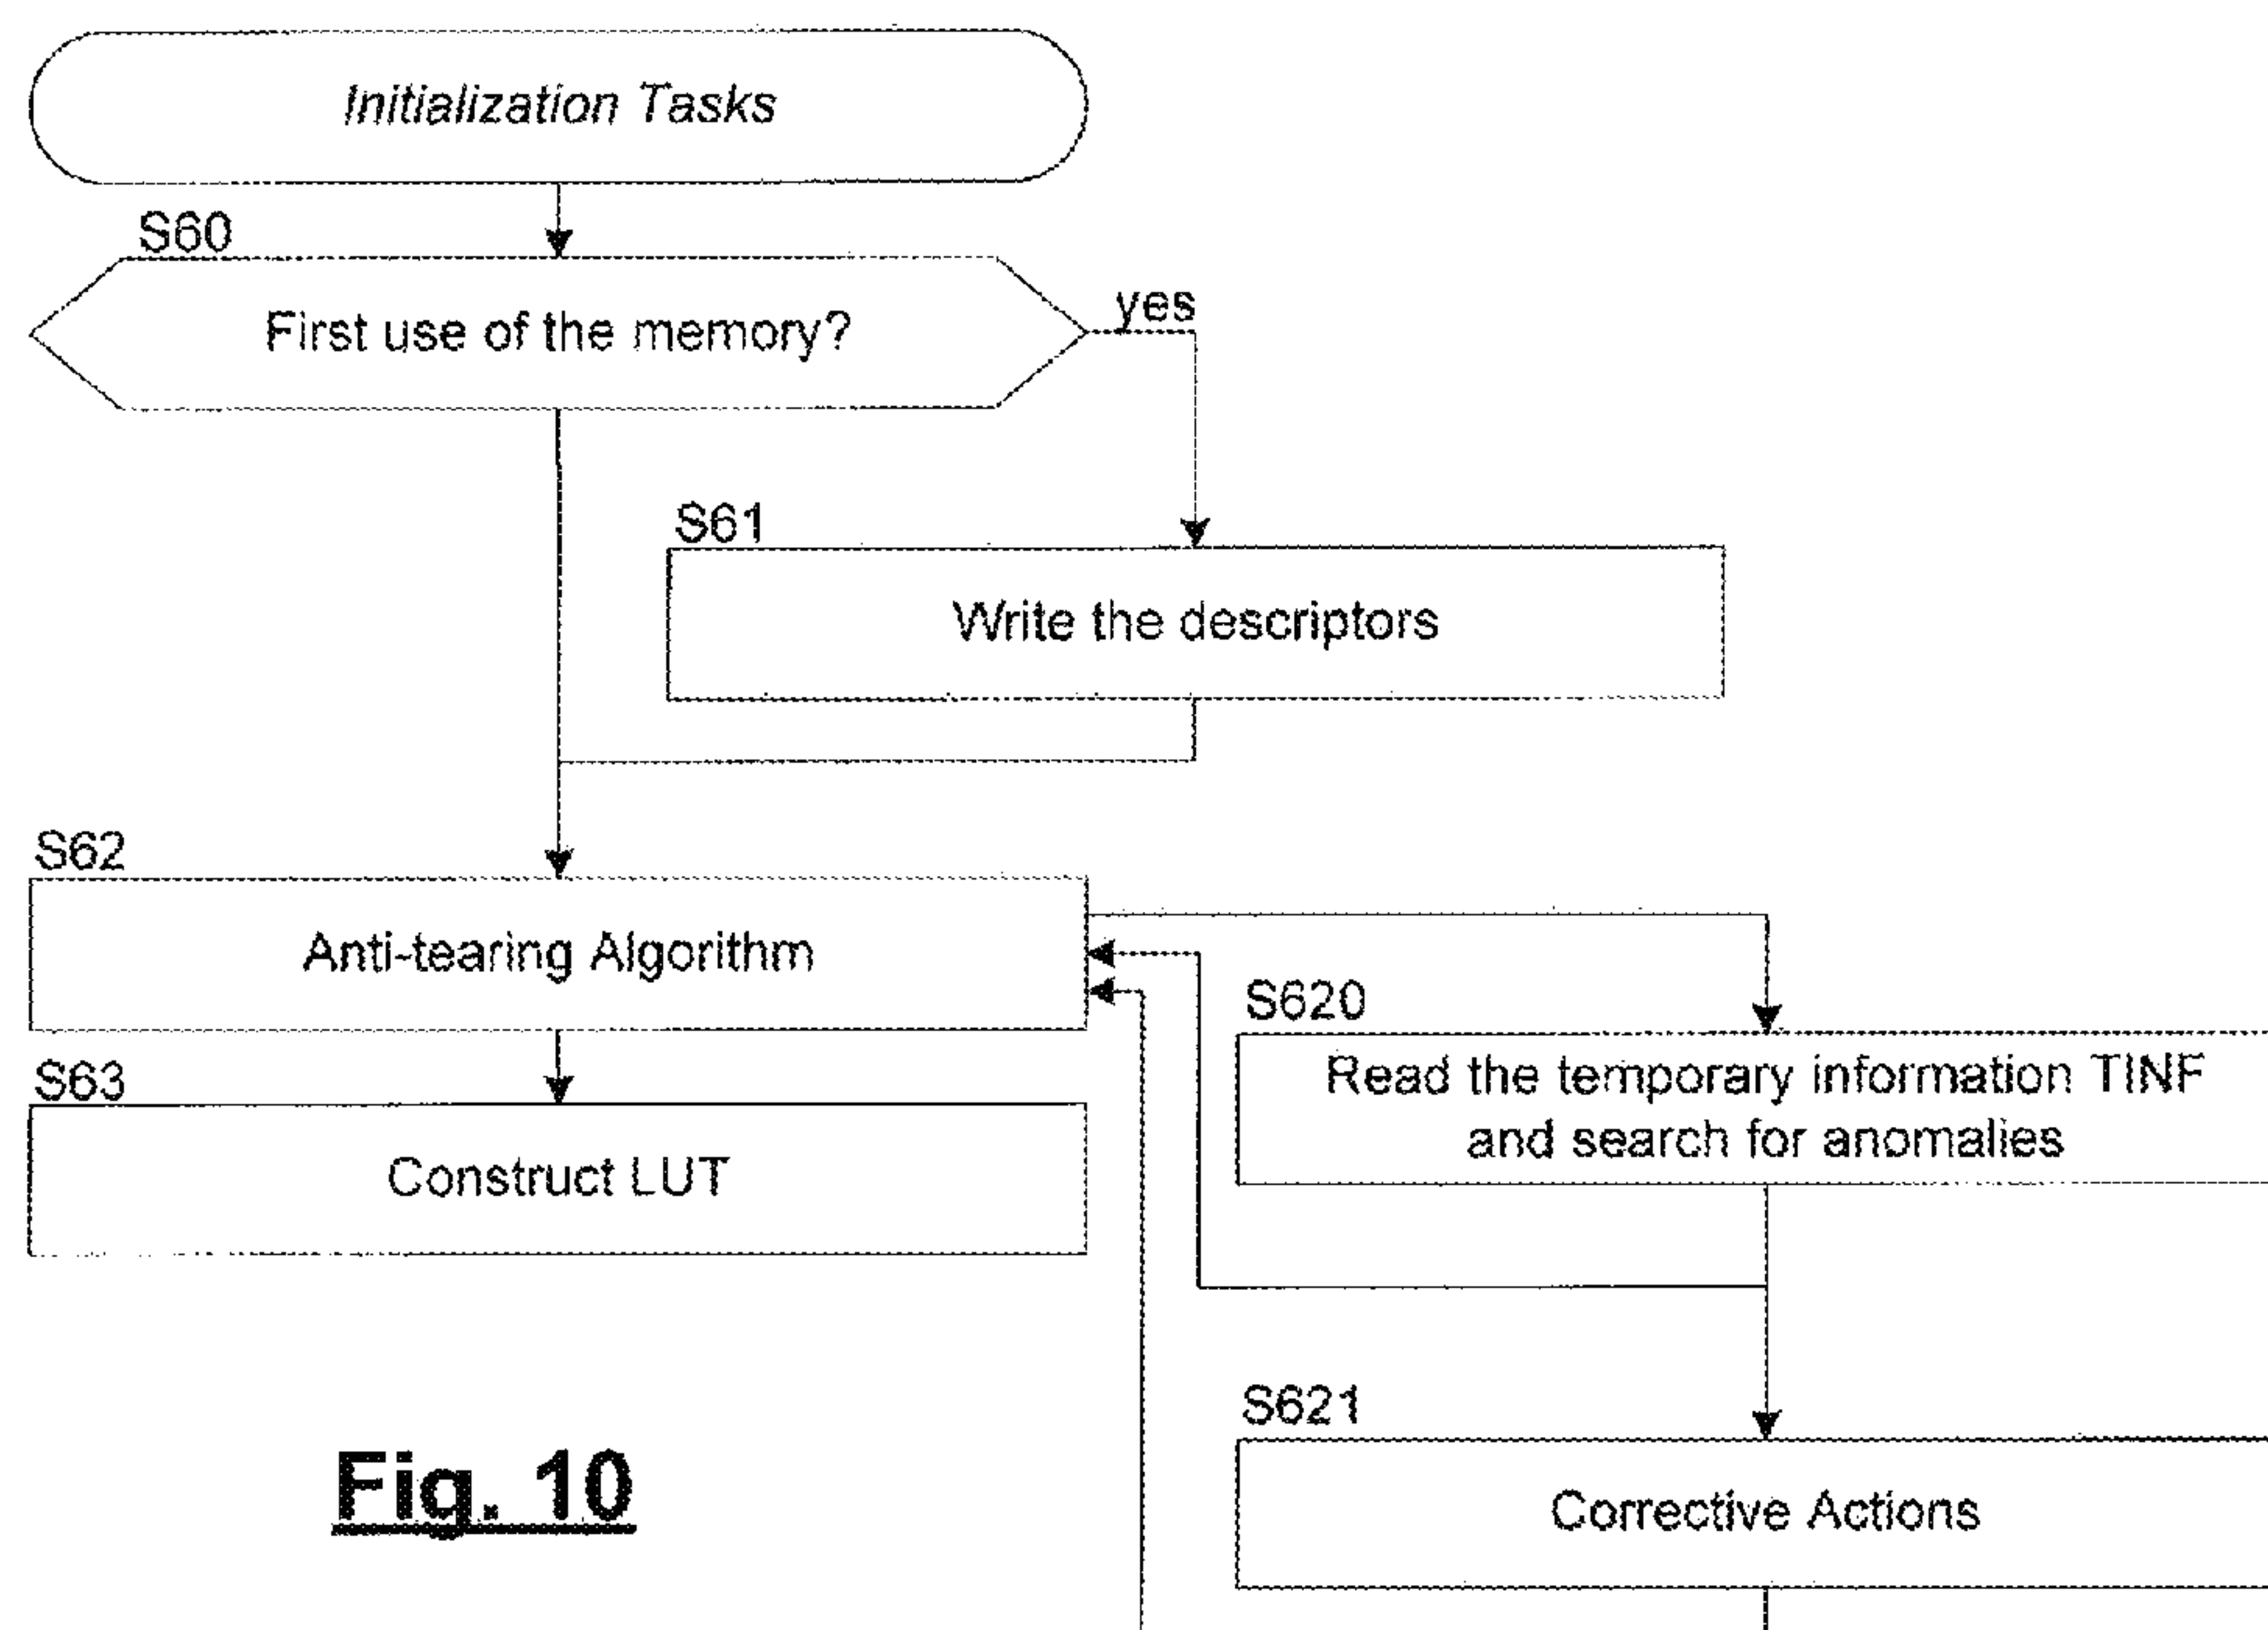 Initialization Tasks
S60
First use of the memory?
yes
S61
Write the descriptors
S62
Anti-tearing Algorithm
S620
Read the temporary information TINF
and search for anomalies
S63
Construct LUT
S621
Corrective Actions
Fig. 10